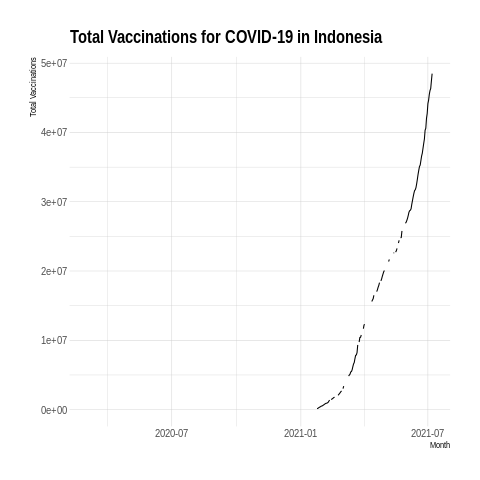 Total Vaccinations for COVID-19 in Indonesia
Total Vaccinations
5e+07
4e+07
3e+07
2e+07
1e+07
0e+00
2020-07
2021-01
2021-07
Month